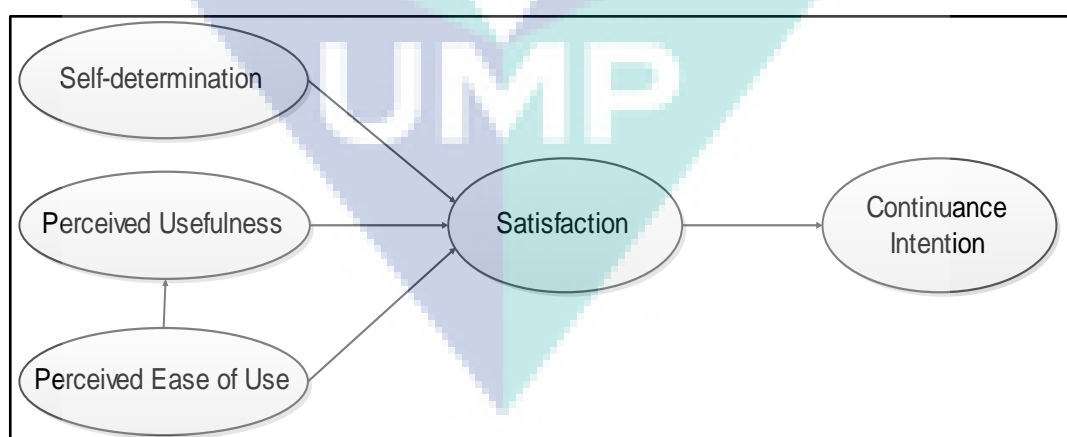 UMP
Self-determination
Perceived Usefulness
Satisfaction
Continuance
Intention
Perceived Ease of Use